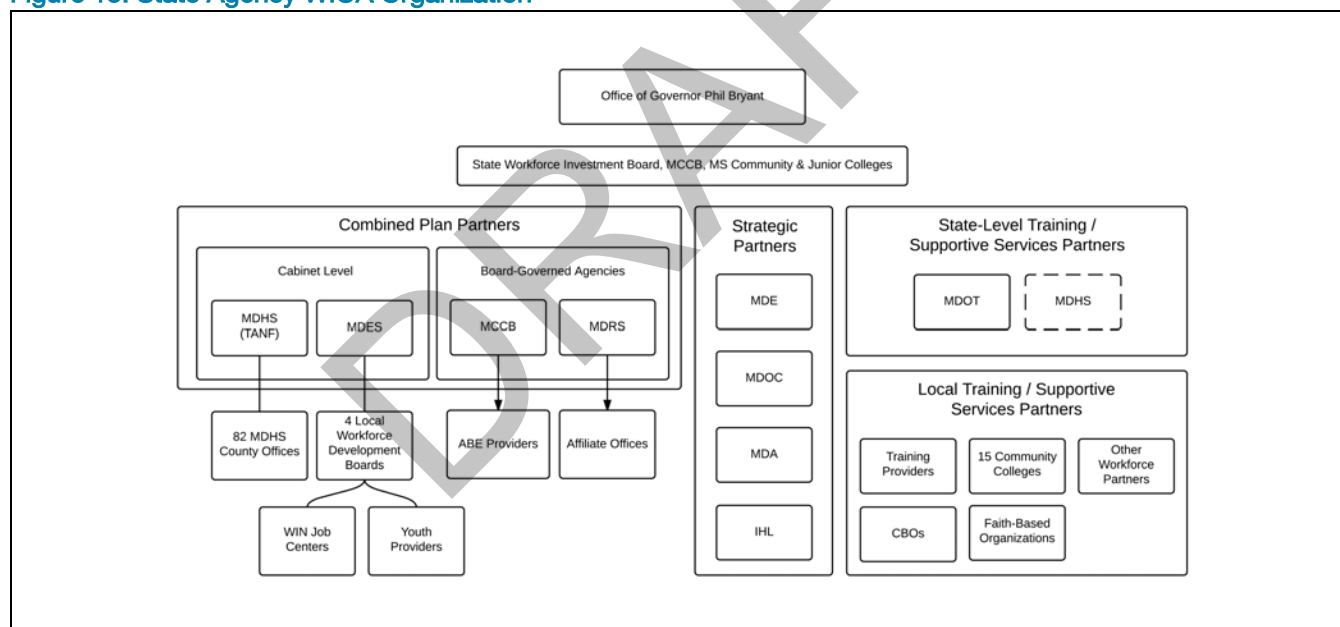 Figure 16: State Agency WIOA Organization
Office of Governor Phil Bryant
State Workforce Investment Board, MCCB, MS Community & Junior Colleges
Combined Plan Partners
Cabinet Level
MDHS
(TANF)
MDES
Board-Governed Agencies
MCCB
MDRS
82 MDHS
County Offices
4 Local
Workforce
Development
Boards
ABE Providers
Affiliate Offices
WIN Job
Centers
Youth
Providers
Strategic
Partners
MDE
MDOC
MDA
IHL
State-Level Training /
Supportive Services Partners
MDOT
MDHS
Local Training / Supportive
Services Partners
Training
Providers
15 Community
Colleges
Other
Workforce
Partners
CBOs
Faith-Based
Organizations
DRAF